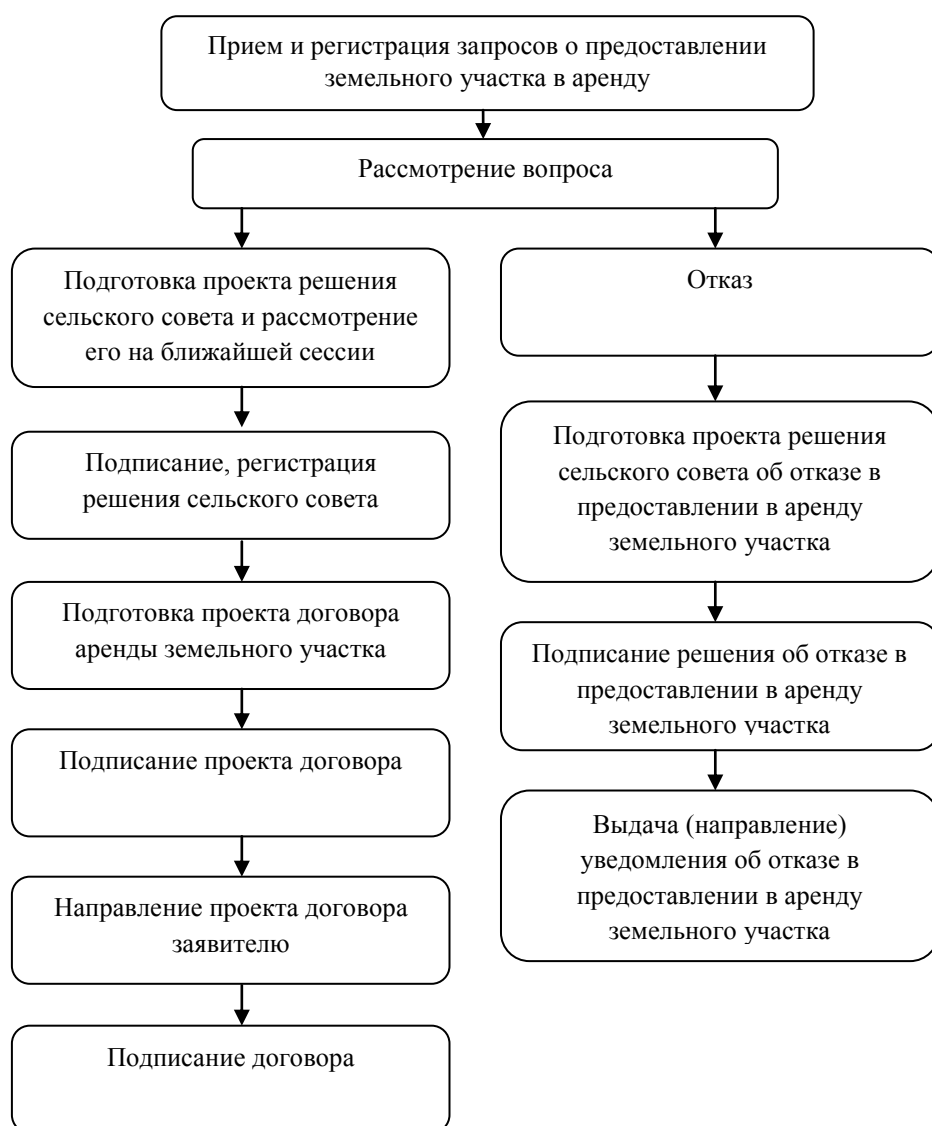 Прием и регистрация запросов о предоставлении
земельного участка в аренду
Рассмотрение вопроса
Подготовка проекта решения
сельского совета и рассмотрение
его на ближайшей сессии
Подписание, регистрация
решения сельского совета
Подготовка проекта договора
аренды земельного участка
Подписание проекта договора
Направление проекта договора
заявителю
Подписание договора
Отказ
Подготовка проекта решения
сельского совета об отказе в
предоставлении в аренду
земельного участка
Подписание решения об отказе в
предоставлении в аренду
земельного участка
Выдача (направление)
уведомления об отказе в
предоставлении в аренду
земельного участка